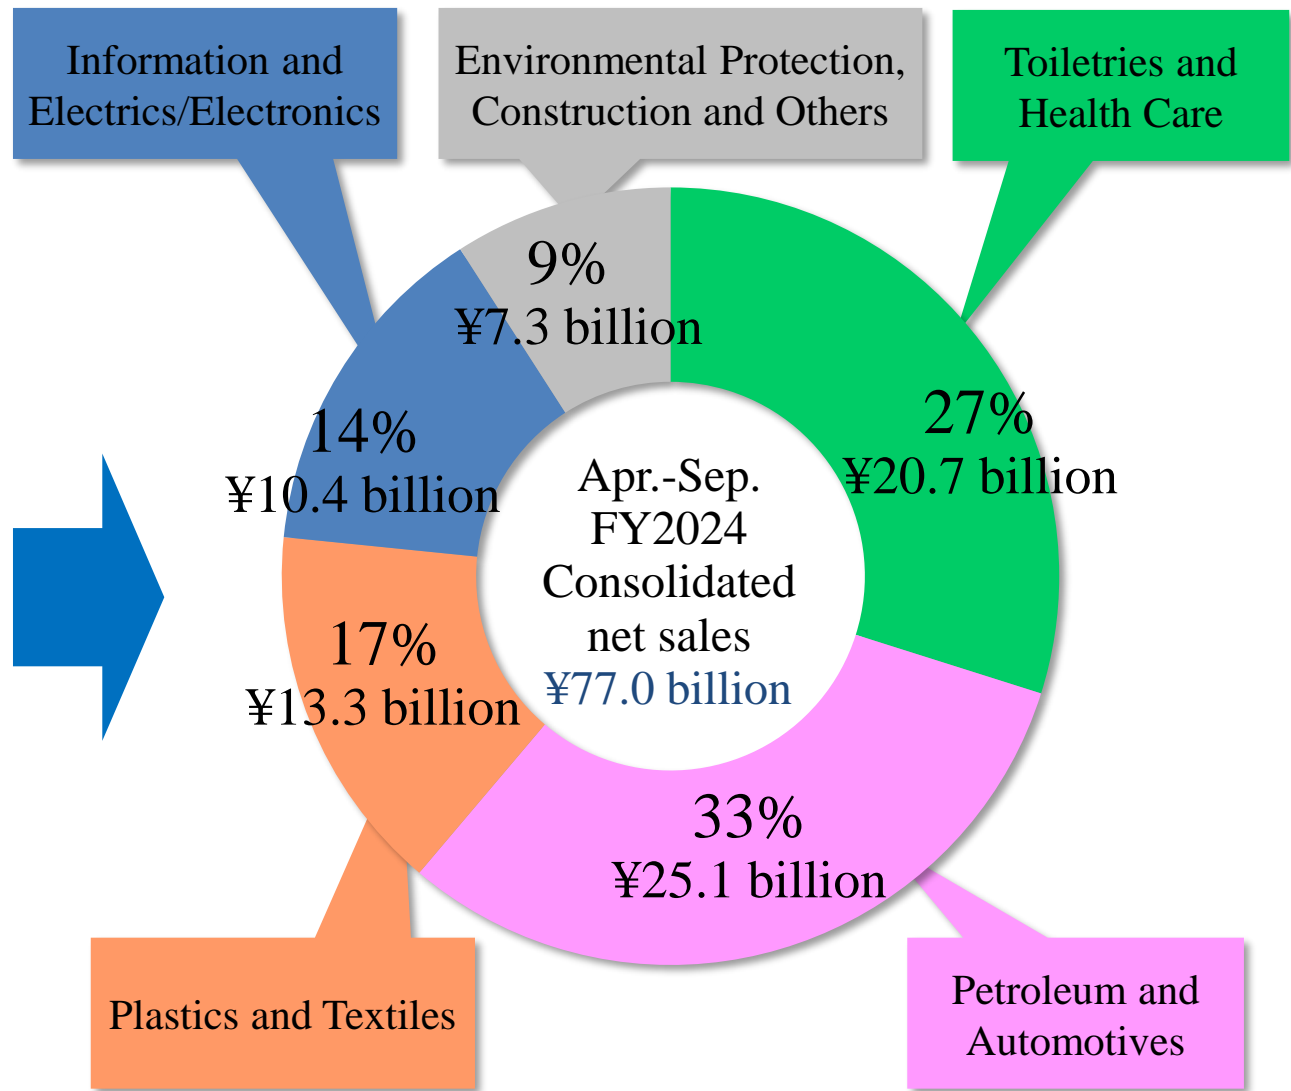 Information and
Electrics/Electronics
Environmental Protection,
Construction and Others
Toiletries and
Health Care
9%
¥7.3 billion
27%
¥20.7 billion
14%
¥10.4 billion
Apr.-Sep.
FY2024
Consolidated
net sales
¥77.0 billion
17%
¥13.3 billion
33%
¥25.1 billion
Plastics and Textiles
Petroleum and
Automotives